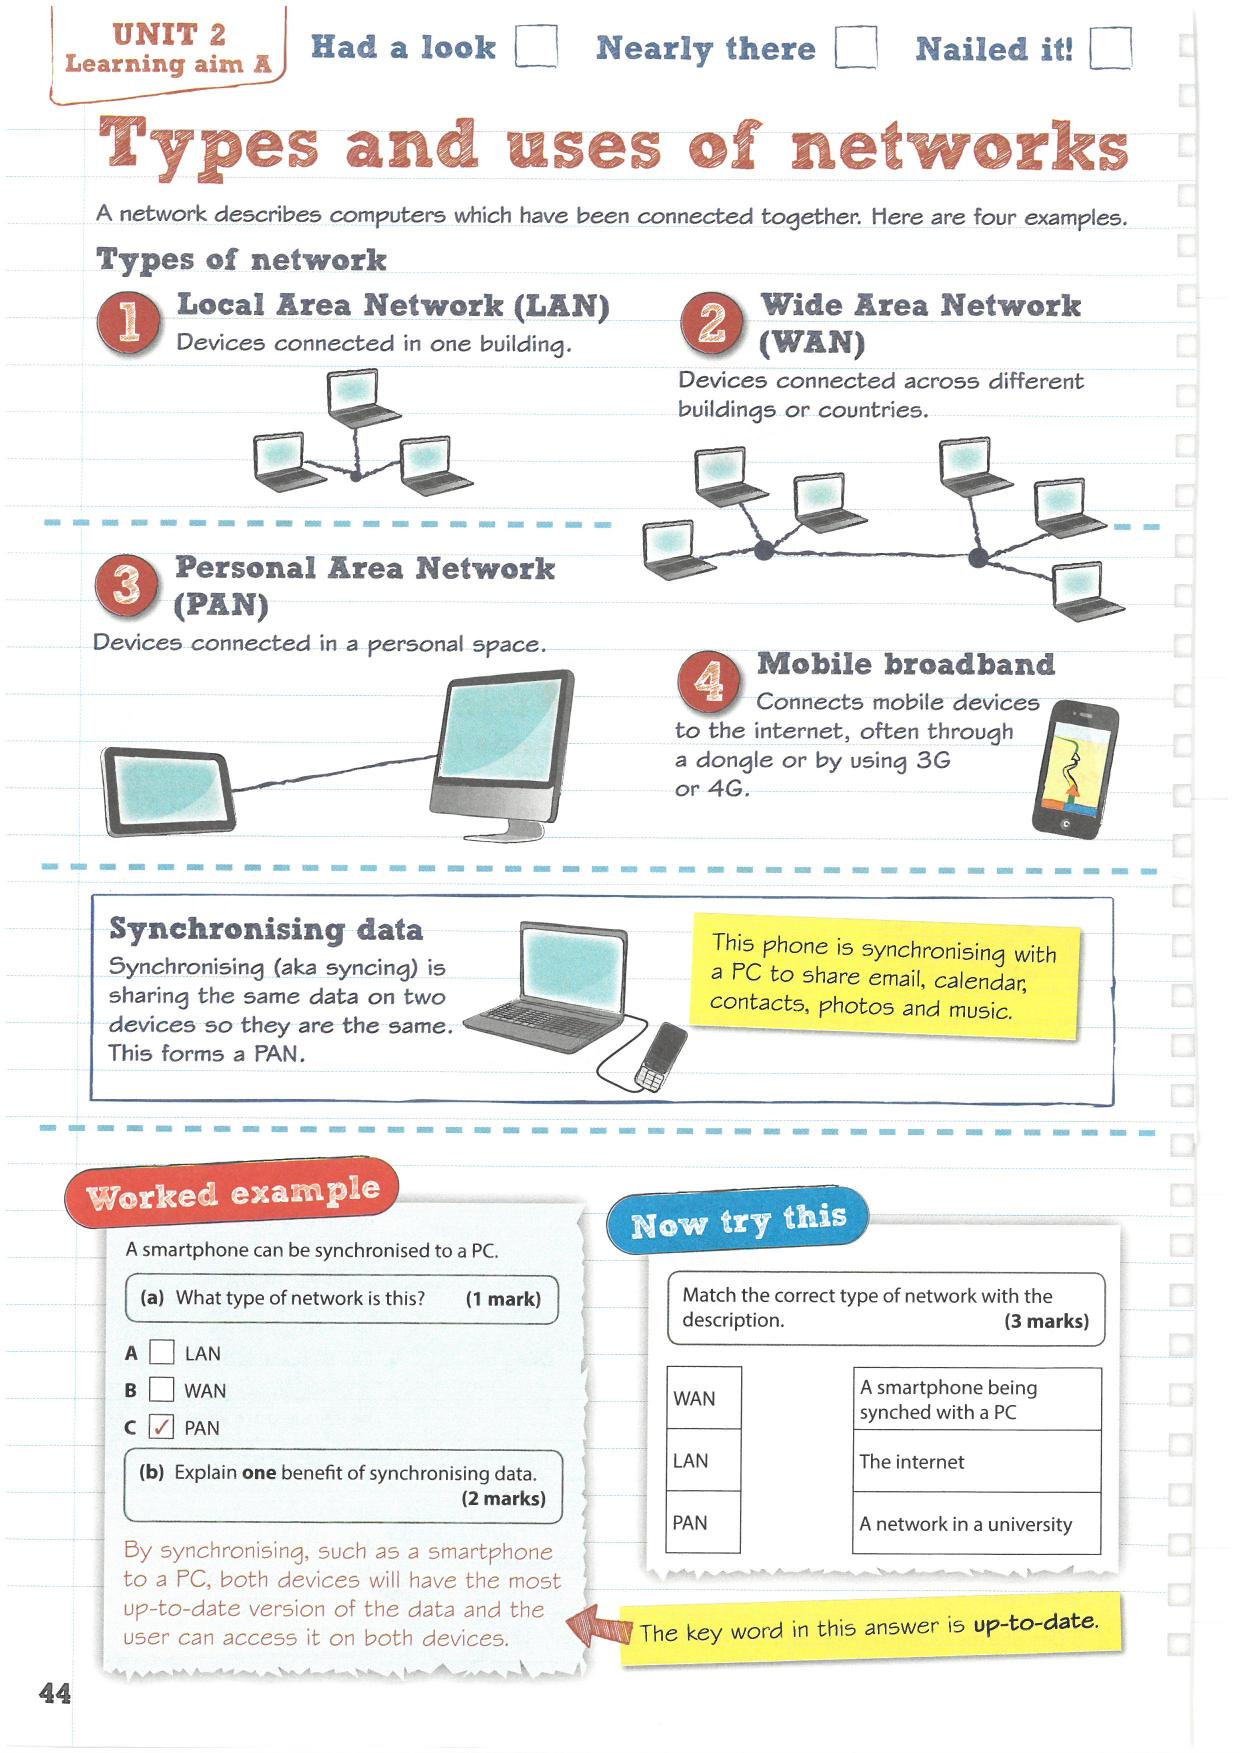 UNIT 2
Learning aim A
Had a look
Nearly there
Nailed it!
Types and uses of networks
A network describes computers which have been connected together. Here are four examples.
Types of network
1
Local Area Network (LAN)
Devices connected in one building.
2
Wide Area Network
(WAN)
Devices connected across different
buildings or countries.
3
Personal Area Network
(PAN)
Devices connected in a personal space.
4
Mobile broadband
Connects mobile devices
to the internet, often through
a dongle or by using 3G
or 4G.
Synchronising data
Synchronising (aka syncing) is
sharing the same data on two
devices so they are the same.
This forms a PAN.
This phone is synchronising with
a PC to share email, calendar,
contacts, photos and music.
Worked example
A smartphone can be synchronised to a PC.
(a) What type of network is this? (1 mark)
A LAN
B WAN
C ✓ PAN
(b) Explain one benefit of synchronising data.
(2 marks)
By synchronising, such as a smartphone
to a PC, both devices will have the most
up-to-date version of the data and the
user can access it on both devices.
Now try this
Match the correct type of network with the
description. (3 marks)
WAN
LAN
PAN
A smartphone being
synched with a PC
The internet
A network in a university
The key word in this answer is up-to-date.
44